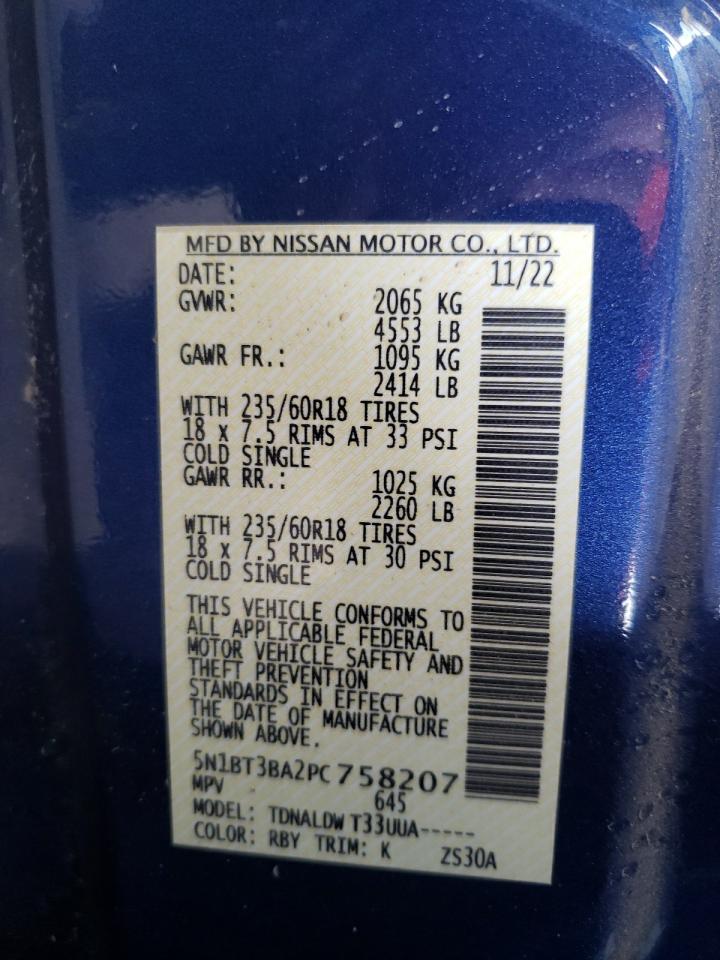 MFD BY NISSAN MOTOR CO., LTD.
DATE: 11/22
GVWR: 2065 KG
4553 LB
GAWR FR.: 1095 KG
2414 LB
WITH 235/60R18 TIRES
18 x 7.5 RIMS AT 33 PSI
COLD SINGLE
GAWR RR.: 1025 KG
2260 LB
WITH 235/60R18 TIRES
18 x 7.5 RIMS AT 30 PSI
COLD SINGLE
THIS VEHICLE CONFORMS TO
ALL APPLICABLE FEDERAL
MOTOR VEHICLE SAFETY AND
THEFT PREVENTION
STANDARDS IN EFFECT ON
THE DATE OF MANUFACTURE
SHOWN ABOVE.
5N1BT3BA2PC758207
MPV 645
MODEL: TDNALDW T33UUA-----
COLOR: RBY TRIM: K ZS30A